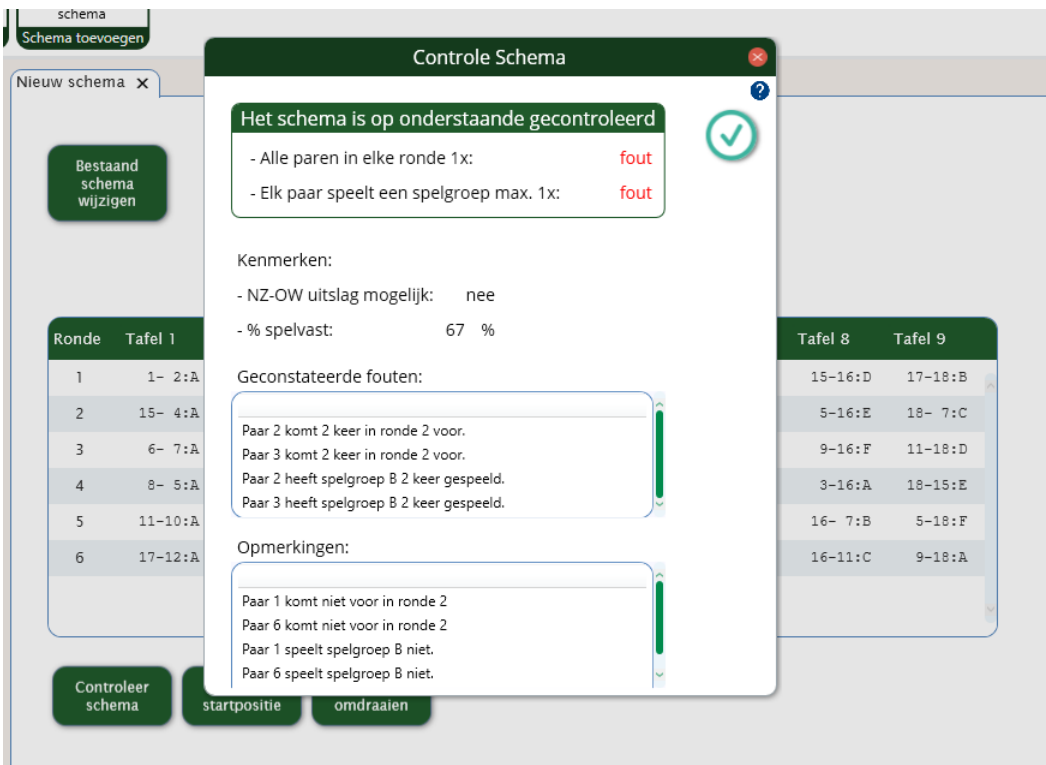 schema
Schema toevoegen
Nieuw schema X
Controle Schema
?
Bestaand
schema
wijzigen
Het schema is op onderstaande gecontroleerd
- Alle paren in elke ronde 1x: fout
- Elk paar speelt een spelgroep max. 1x: fout
Kenmerken:
- NZ-OW uitslag mogelijk: nee
- % spelvast: 67 %
Geconstateerde fouten:
Paar 2 komt 2 keer in ronde 2 voor.
Paar 3 komt 2 keer in ronde 2 voor.
Paar 2 heeft spelgroep B 2 keer gespeeld.
Paar 3 heeft spelgroep B 2 keer gespeeld.
Opmerkingen:
Paar 1 komt niet voor in ronde 2
Paar 6 komt niet voor in ronde 2
Paar 1 speelt spelgroep B niet.
Paar 6 speelt spelgroep B niet.
Ronde Tafel 1 Tafel 8 Tafel 9
1 1- 2:A 15-16:D 17-18:B
2 15- 4:A 5-16:E 18- 7:C
3 6- 7:A 9-16:F 11-18:D
4 8- 5:A 3-16:A 18-15:E
5 11-10:A 16- 7:B 5-18:F
6 17-12:A 16-11:C 9-18:A
Controleer
schema
startpositie
omdraaien